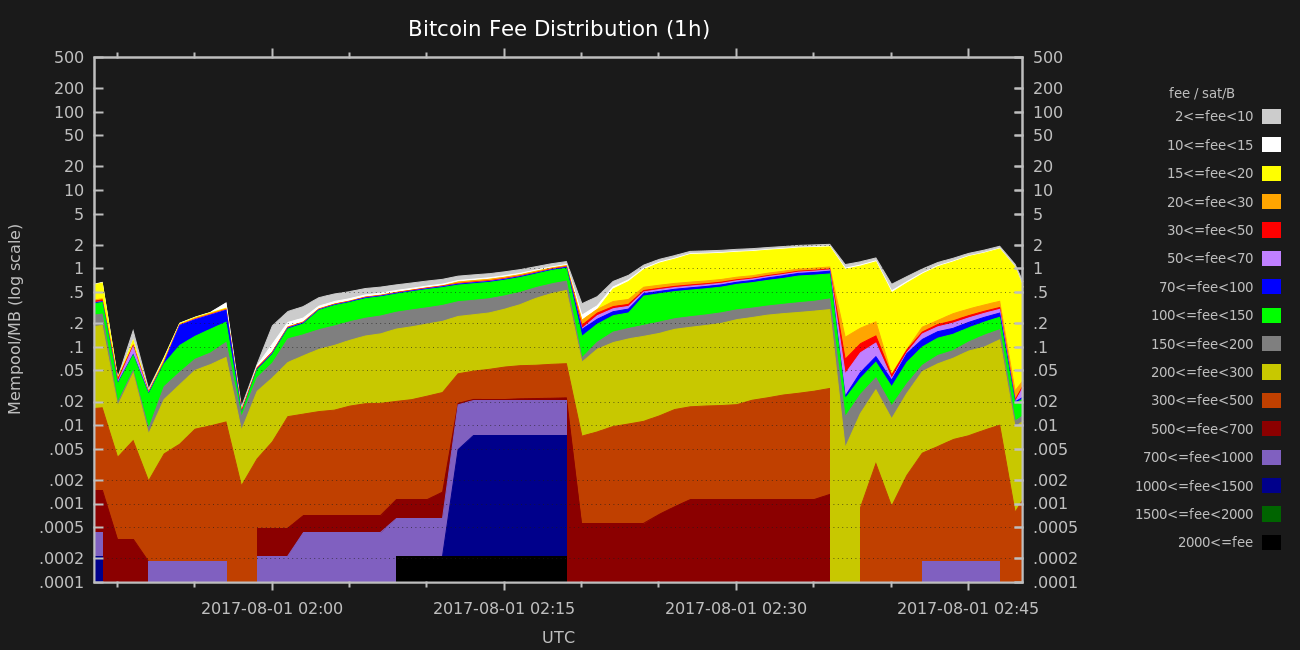 Bitcoin Fee Distribution (1h)
Mempool/MB (log scale)
500
200
100
50
20
10
5
2
1
.5
.2
.1
.05
.02
.01
.005
.002
.001
.0005
.0002
.0001
500
200
100
50
20
10
5
2
1
.5
.2
.1
.05
.02
.01
.005
.002
.001
.0005
.0002
.0001
2017-08-01 02:00
2017-08-01 02:15
2017-08-01 02:30
2017-08-01 02:45
UTC
fee / sat/B
2<=fee<10
10<=fee<15
15<=fee<20
20<=fee<30
30<=fee<50
50<=fee<70
70<=fee<100
100<=fee<150
150<=fee<200
200<=fee<300
300<=fee<500
500<=fee<700
700<=fee<1000
1000<=fee<1500
1500<=fee<2000
2000<=fee